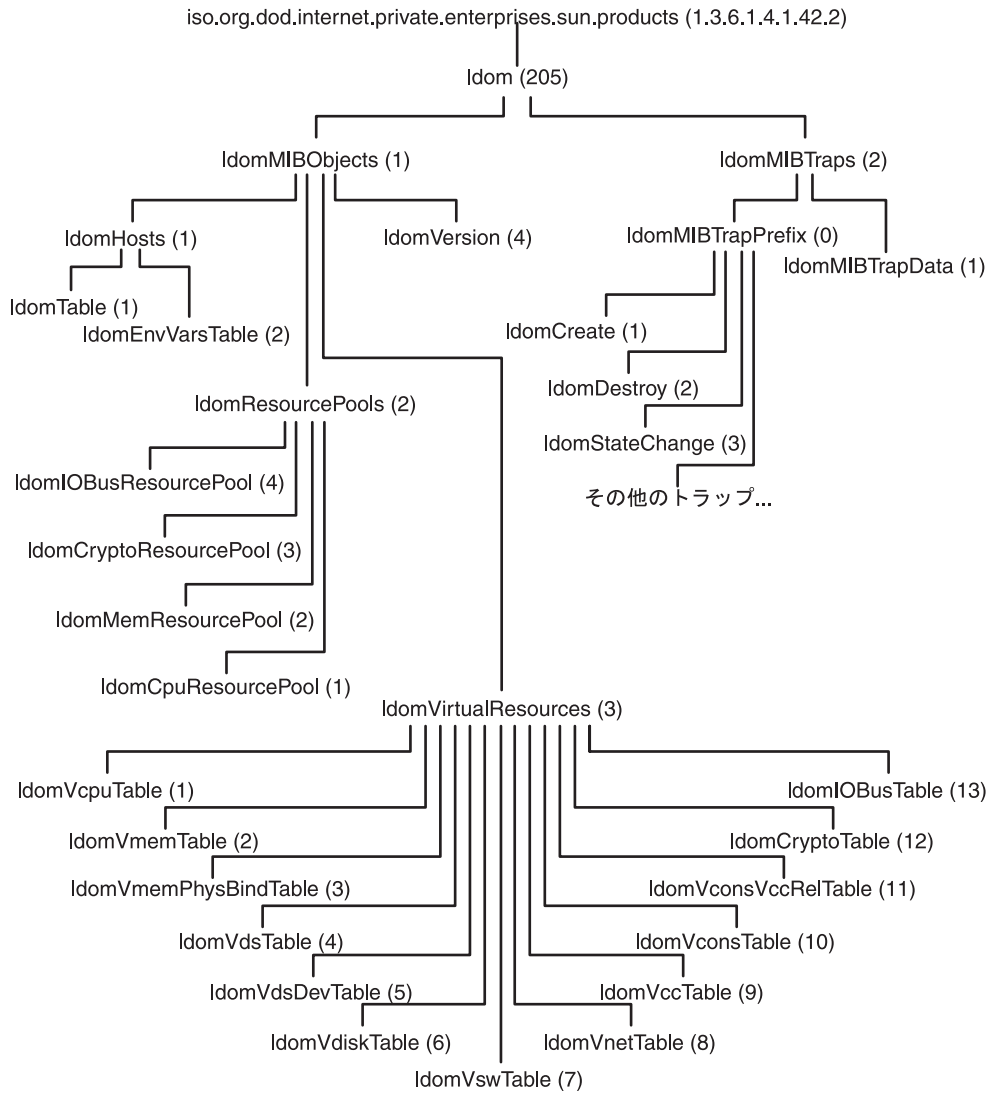 iso.org.dod.internet.private.enterprises.sun.products (1.3.6.1.4.1.42.2)
ldom (205)
ldomMIBObjects (1)
ldomMIBTraps (2)
ldomHosts (1)
ldomVersion (4)
ldomMIBTrapPrefix (0)
ldomMIBTrapData (1)
ldomTable (1)
ldomEnvVarsTable (2)
ldomCreate (1)
ldomDestroy (2)
ldomResourcePools (2)
ldomStateChange (3)
ldomIOBusResourcePool (4)
その他のトラップ...
ldomCryptoResourcePool (3)
ldomMemResourcePool (2)
ldomCpuResourcePool (1)
ldomVirtualResources (3)
ldomVcpuTable (1)
ldomIOBusTable (13)
ldomVmemTable (2)
ldomCryptoTable (12)
ldomVmemPhysBindTable (3)
ldomVconsVccRelTable (11)
ldomVdsTable (4)
ldomVconsTable (10)
ldomVdsDevTable (5)
ldomVccTable (9)
ldomVdiskTable (6)
ldomVnetTable (8)
ldomVswTable (7)